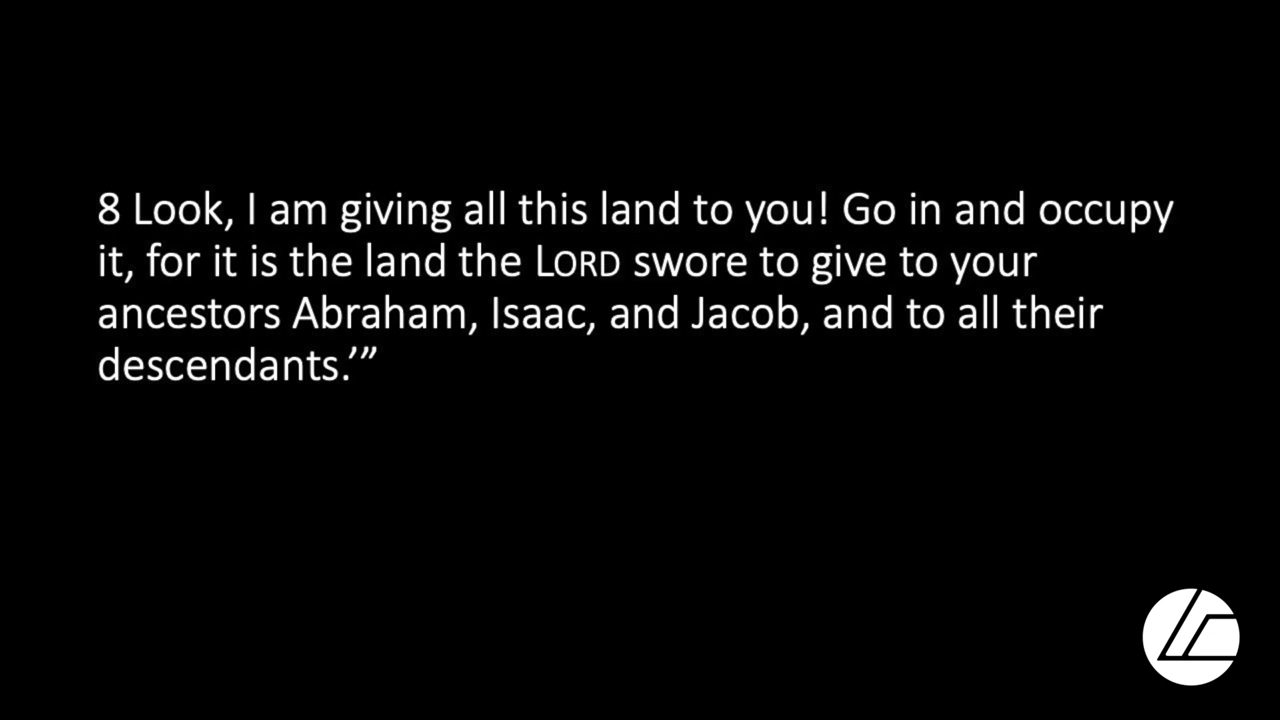 8 Look, I am giving all this land to you! Go in and occupy
it, for it is the land the LORD swore to give to your
ancestors Abraham, Isaac, and Jacob, and to all their
descendants.’”